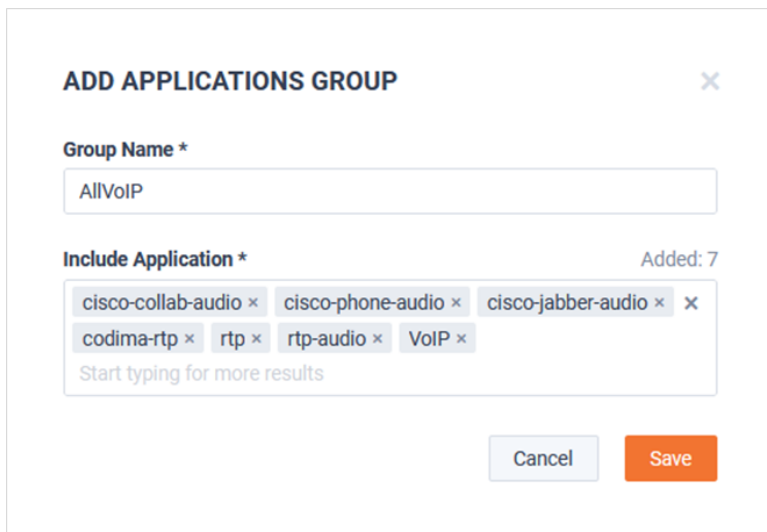 ADD APPLICATIONS GROUP ×
Group Name *
AllVoIP
Include Application * Added: 7
cisco-collab-audio × cisco-phone-audio × cisco-jabber-audio × ×
codima-rtp × rtp × rtp-audio × VoIP ×
Start typing for more results
Cancel Save